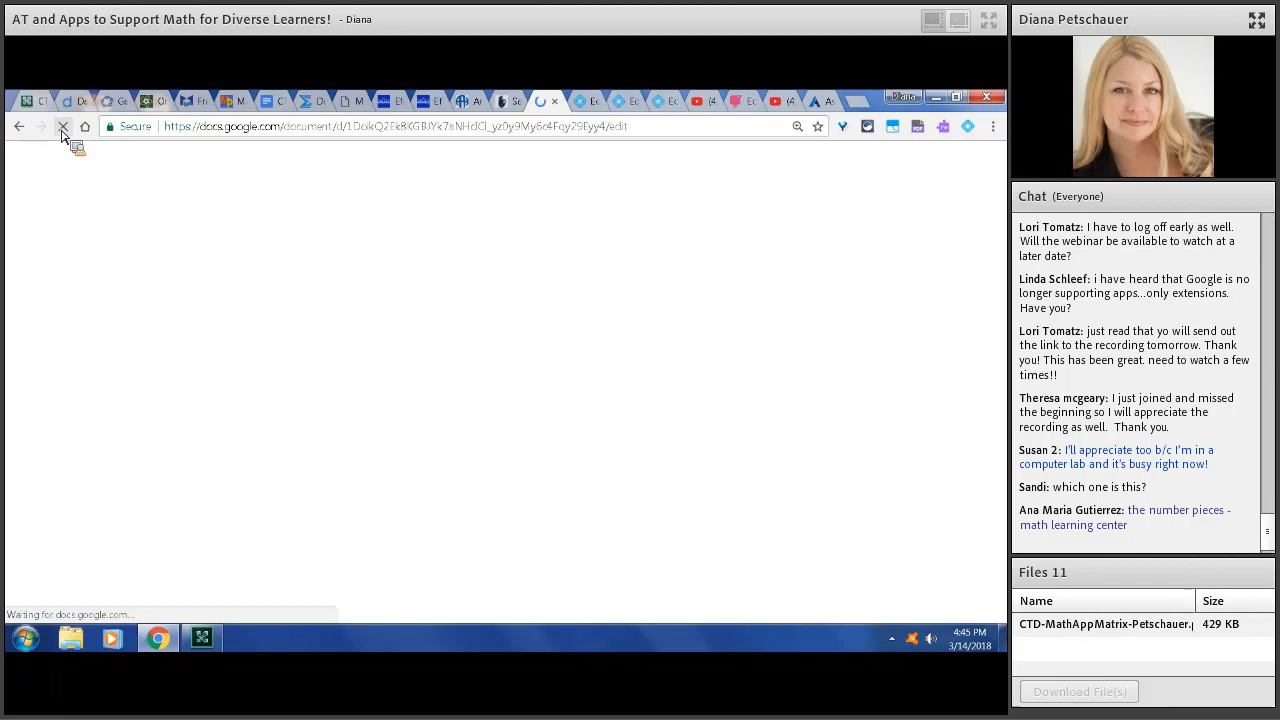 AT and Apps to Support Math for Diverse Learners! - Diana
Diana
Secure
Waiting for docs.google.com...
4:45 PM
3/14/2018
Diana Petschauer
Chat (Everyone)
Lori Tomatz: I have to log off early as well.
Will the webinar be available to watch at a
later date?
Linda Schleef: i have heard that Google is no
longer supporting apps...only extensions.
Have you?
Lori Tomatz: just read that yo will send out
the link to the recording tomorrow. Thank
you! This has been great. need to watch a few
times!!
Theresa mcgeary: I just joined and missed
the beginning so I will appreciate the
recording as well. Thank you.
Susan 2: I'll appreciate too b/c I'm in a
computer lab and it's busy right now!
Sandi: which one is this?
Ana Maria Gutierrez: the number pieces -
math learning center
Files 11
Name Size
CTD-MathAppMatrix-Petschauer. 429 KB
Download File(s)